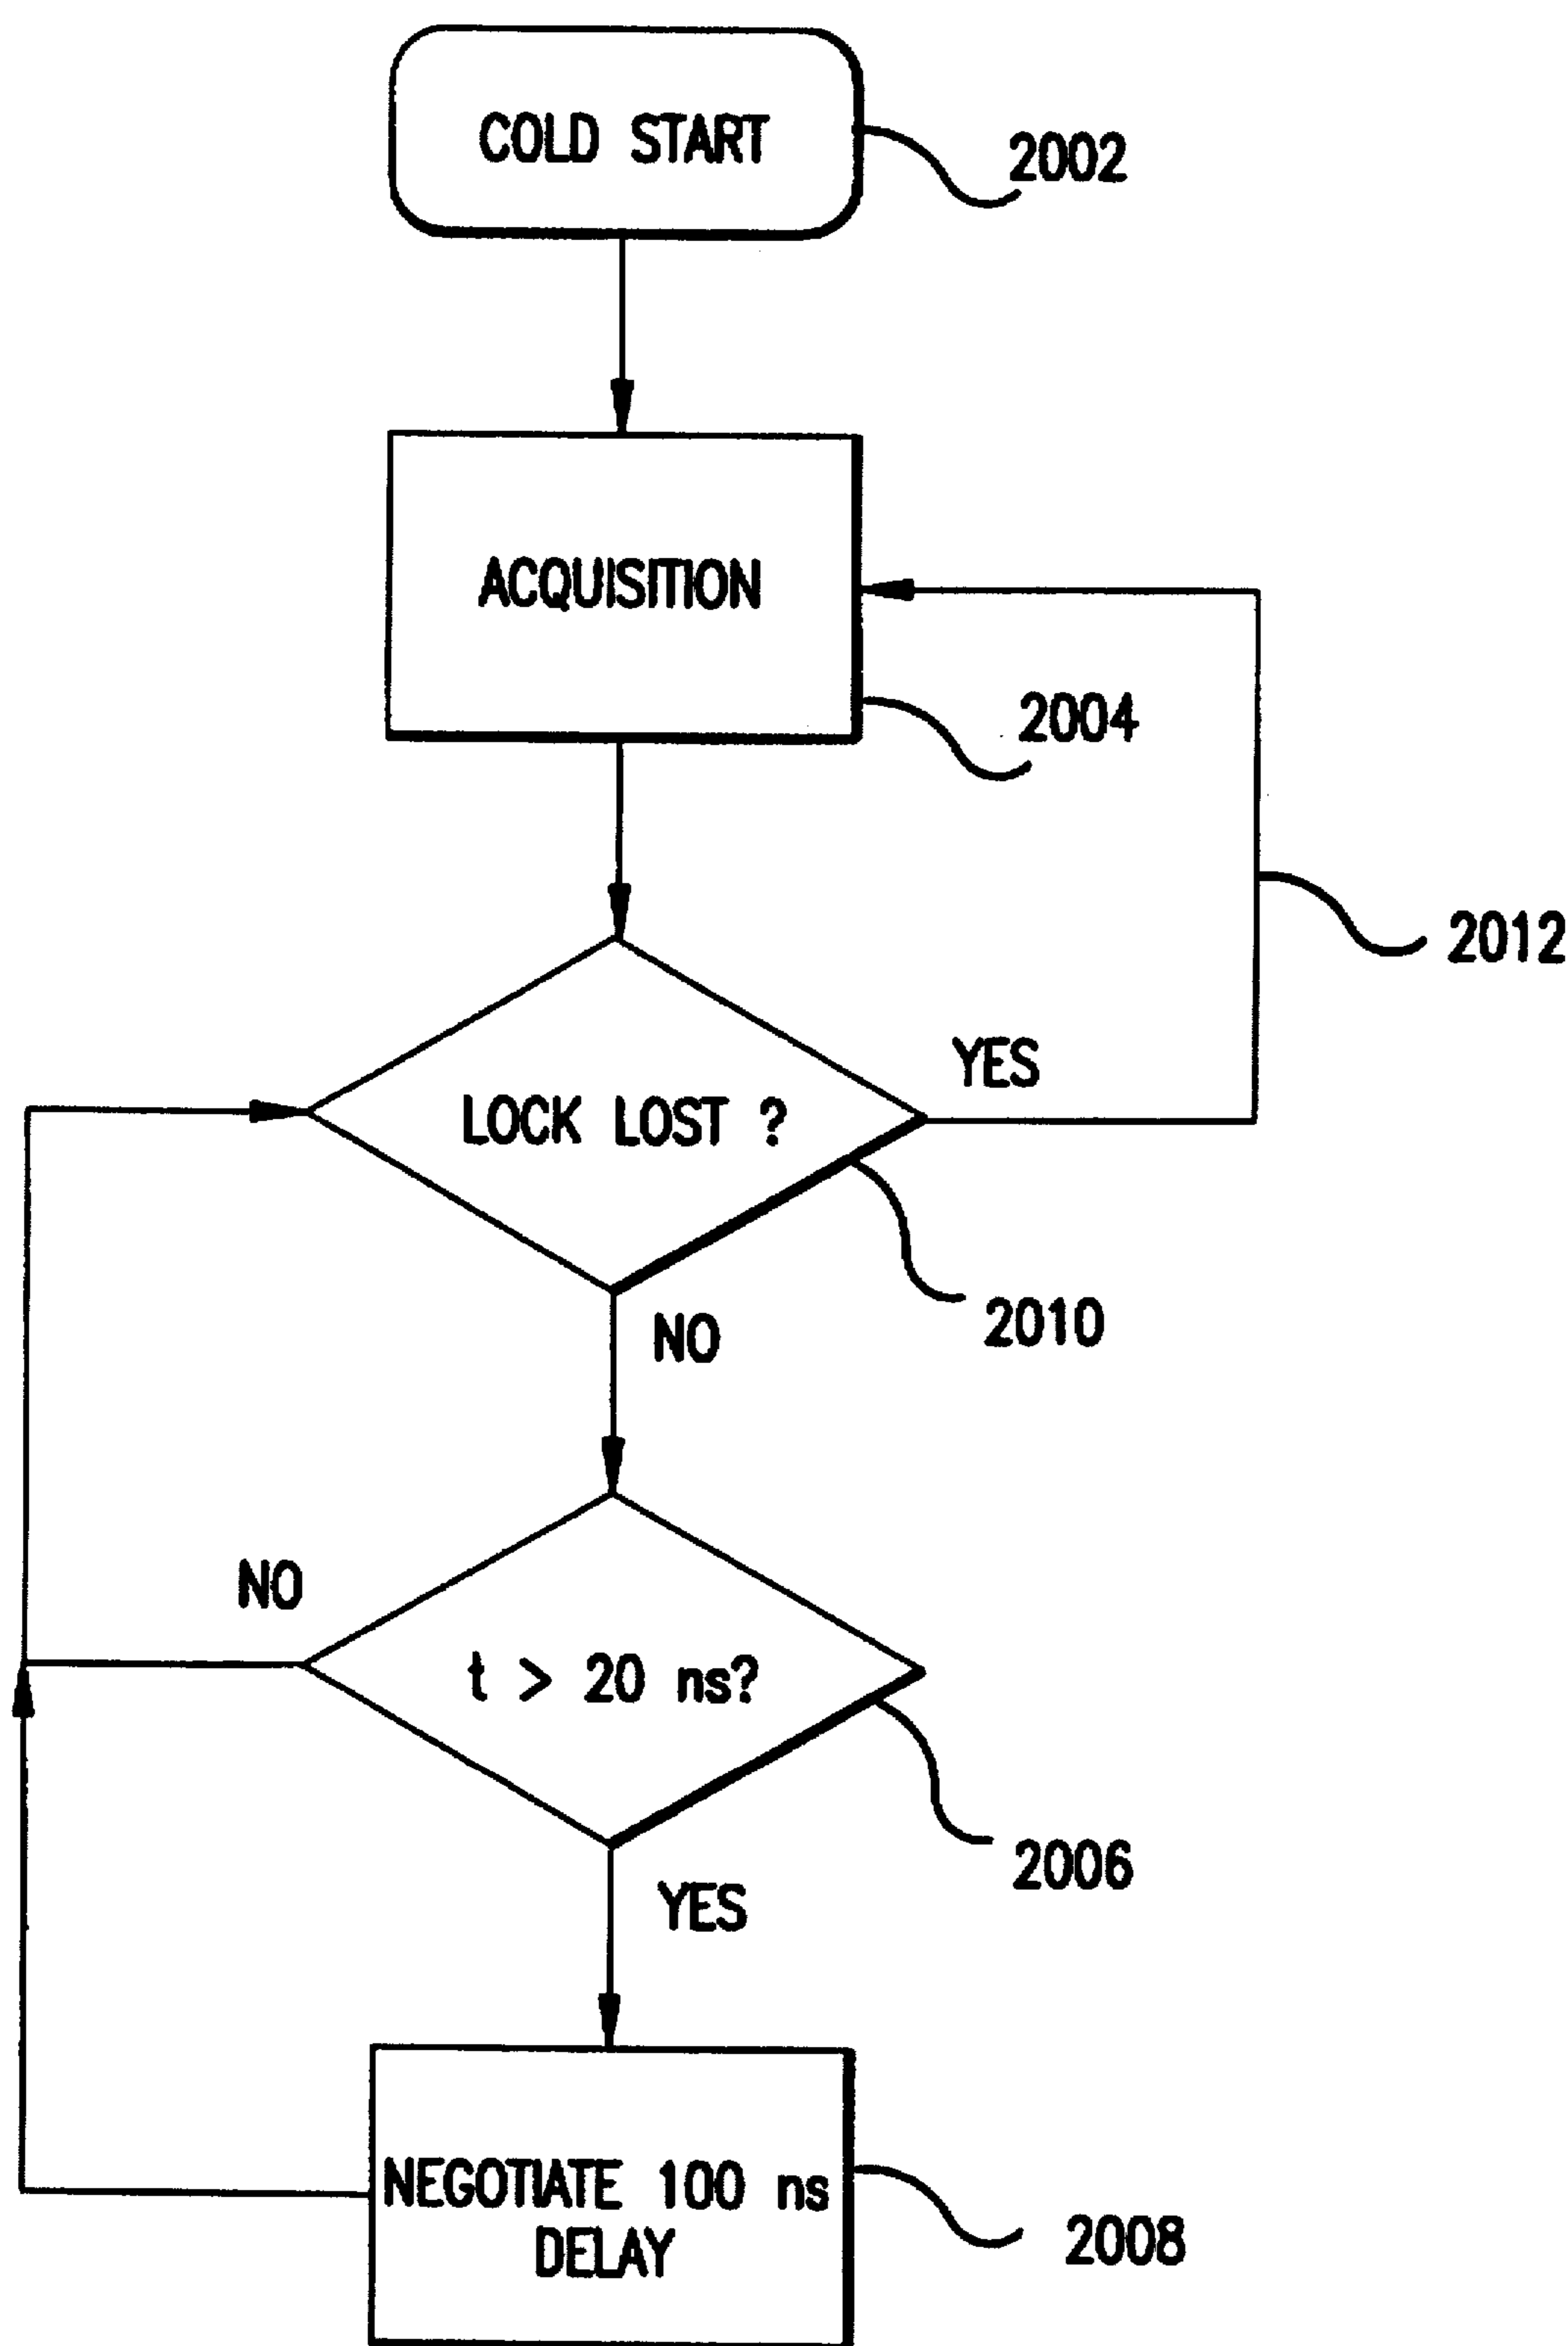 COLD START
2002
ACQUISITION
2004
2012
YES
LOCK LOST ?
2010
NO
NO
t > 20 ns?
2006
YES
NEGOTIATE 100 ns
DELAY
2008